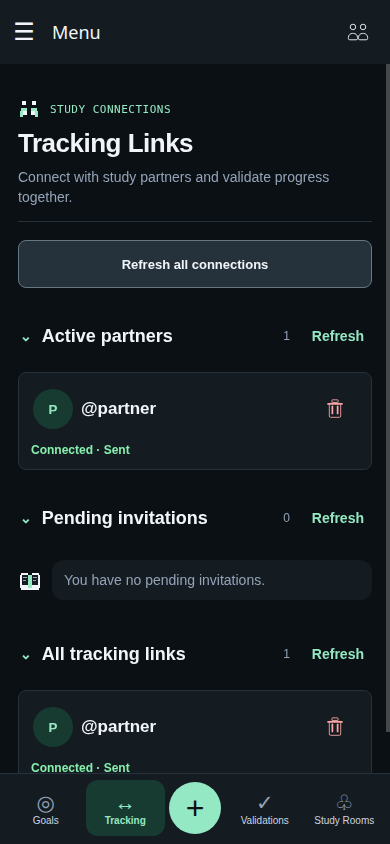 Menu
STUDY CONNECTIONS
Tracking Links
Connect with study partners and validate progress
together.
Refresh all connections
Active partners 1 Refresh
P @partner
Connected · Sent
Pending invitations 0 Refresh
You have no pending invitations.
All tracking links 1 Refresh
P @partner
Connected · Sent
Goals Tracking + Validations Study Rooms